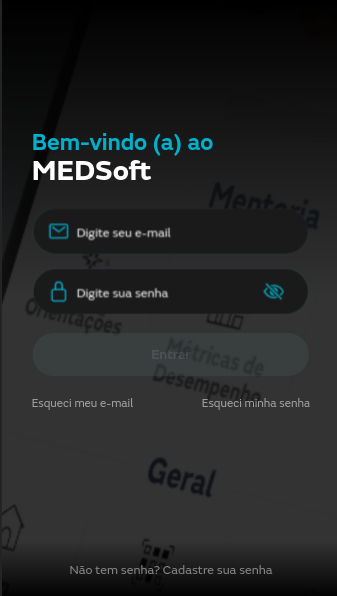 Bem-vindo (a) ao
MEDSoft
Mentoria
Digite seu e-mail
Digite sua senha
Orientações
Entrar
Métricas de
Desempenho
Esqueci meu e-mail
Esqueci minha senha
Geral
Não tem senha? Cadastre sua senha